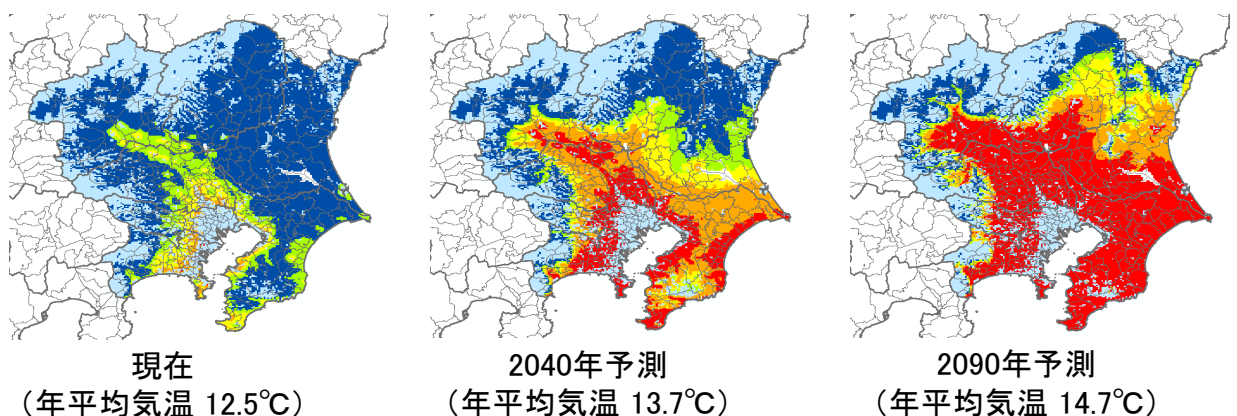 現在
（年平均気温 12.5℃）
2040年予測
（年平均気温 13.7℃）
2090年予測
（年平均気温 14.7℃）